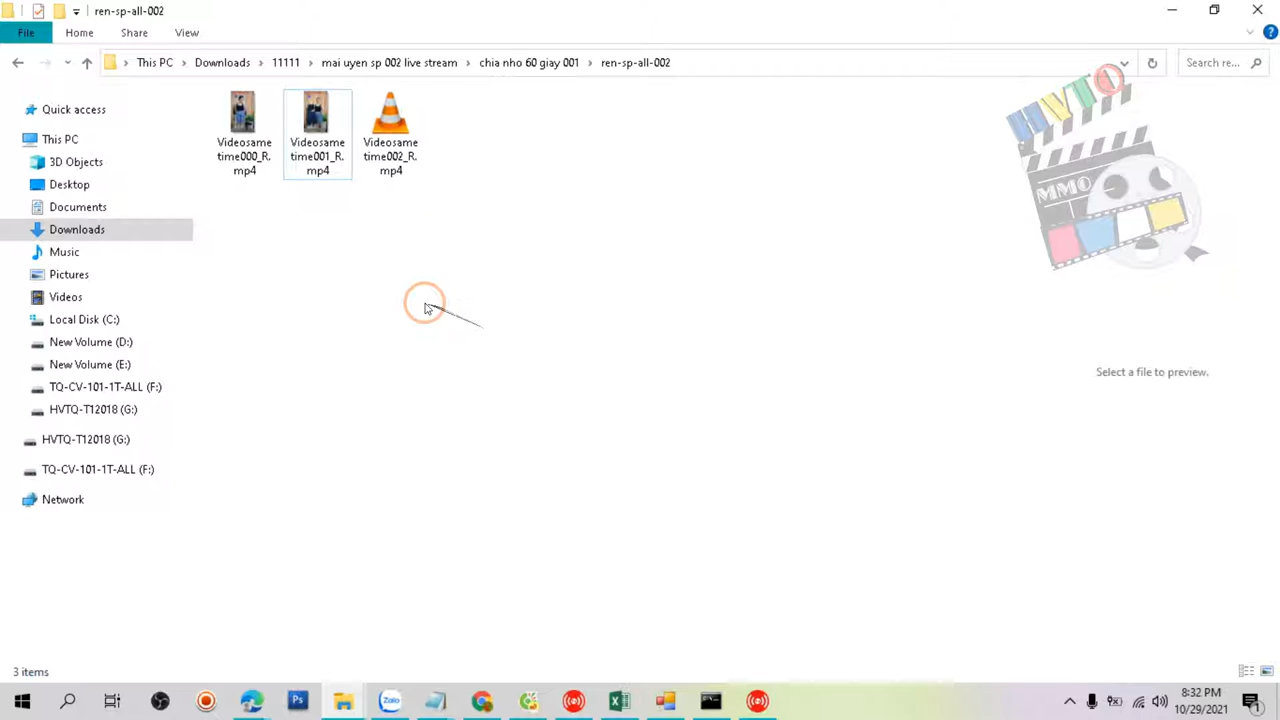 ren-sp-all-002
File
Home
Share
View
This PC
Downloads
11111
mai uyen sp 002 live stream
chia nho 60 giay 001
ren-sp-all-002
Search re...
HVTQ
MMO
Quick access
This PC
3D Objects
Desktop
Documents
Downloads
Music
Pictures
Videos
Local Disk (C:)
New Volume (D:)
New Volume (E:)
TQ-CV-101-1T-ALL (F:)
HVTQ-T12018 (G:)
HVTQ-T12018 (G:)
TQ-CV-101-1T-ALL (F:)
Network
Videosame
time000_R.
mp4
Videosame
time001_R.
mp4
Videosame
time002_R.
mp4
Select a file to preview.
3 items
Ps
Zalo
8:32 PM
10/29/2021
1